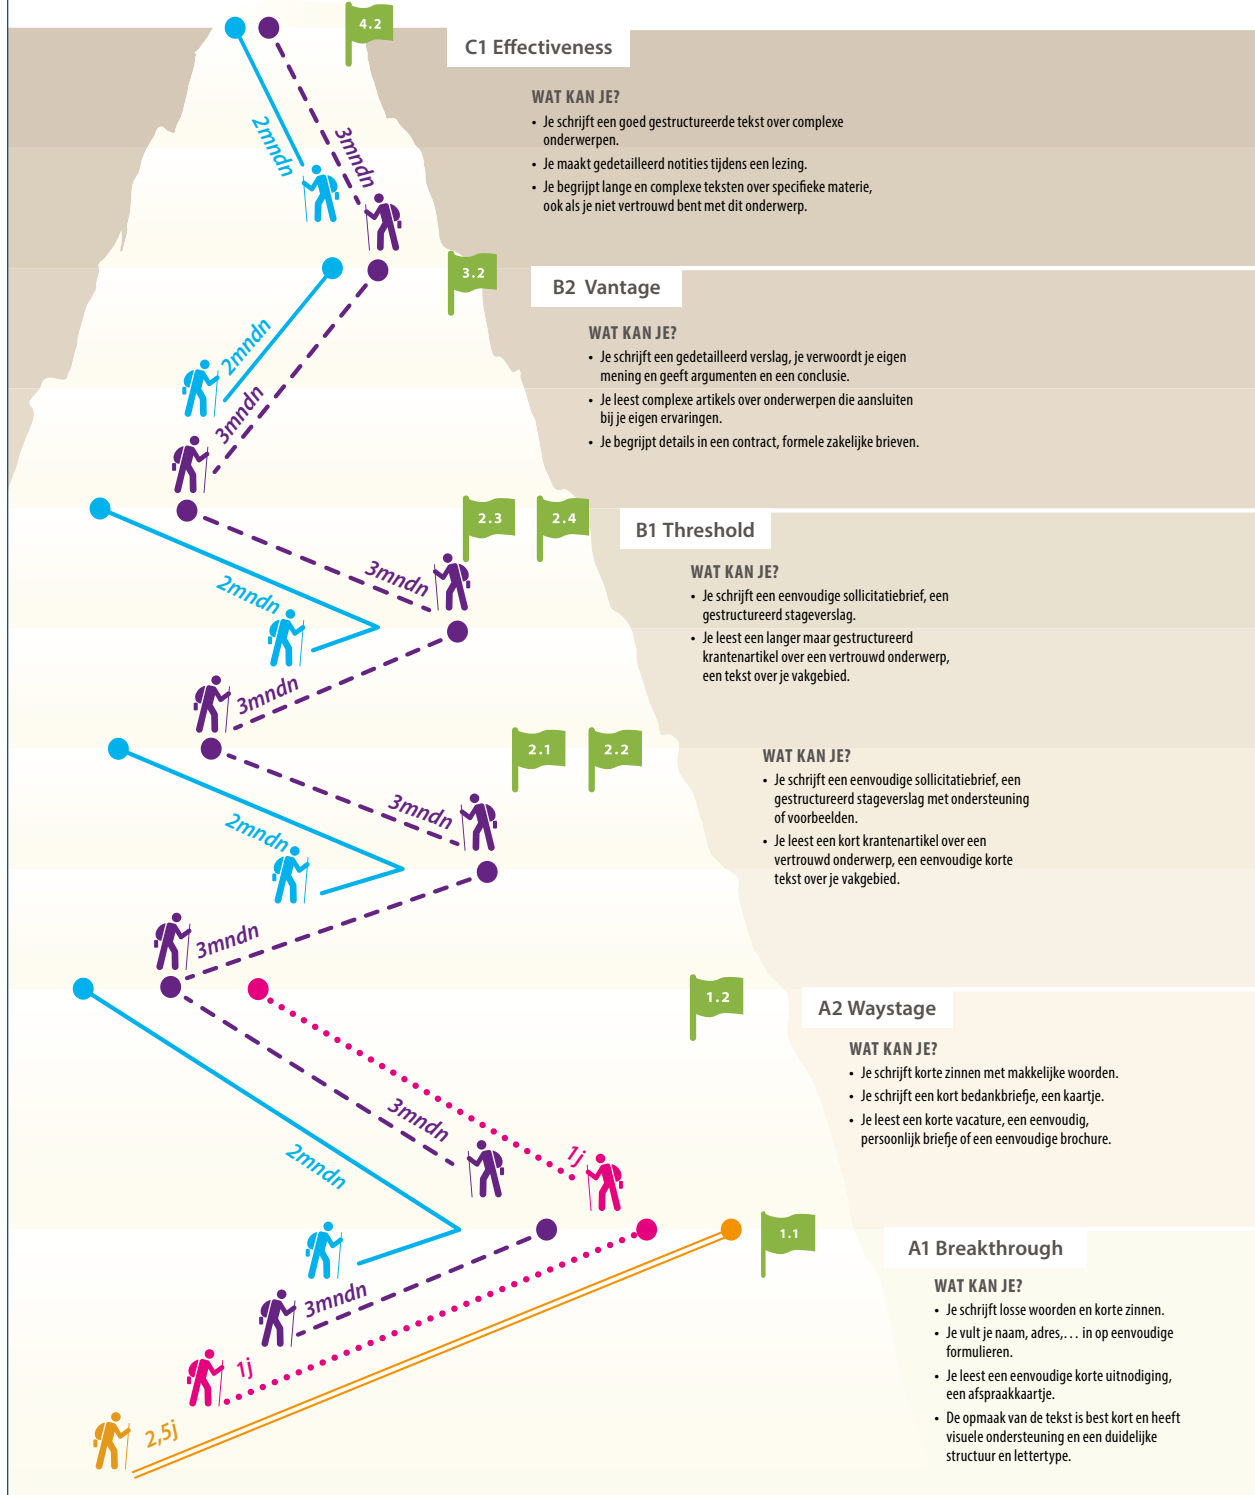 4.2
C1 Effectiveness
WAT KAN JE?
• Je schrijft een goed gestructureerde tekst over complexe
onderwerpen.
• Je maakt gedetailleerd notities tijdens een lezing.
• Je begrijpt lange en complexe teksten over specifieke materie,
ook als je niet vertrouwd bent met dit onderwerp.
2mndn
3mndn
3.2
B2 Vantage
WAT KAN JE?
• Je schrijft een gedetailleerd verslag, je verwoordt je eigen
mening en geeft argumenten en een conclusie.
• Je leest complexe artikels over onderwerpen die aansluiten
bij je eigen ervaringen.
• Je begrijpt details in een contract, formele zakelijke brieven.
2mndn
3mndn
2.3
2.4
B1 Threshold
WAT KAN JE?
• Je schrijft een eenvoudige sollicitatiebrief, een
gestructureerd stageverslag.
• Je leest een langer maar gestructureerd
krantenartikel over een vertrouwd onderwerp,
een tekst over je vakgebied.
3mndn
2mndn
3mndn
2.1
2.2
WAT KAN JE?
• Je schrijft een eenvoudige sollicitatiebrief, een
gestructureerd stageverslag met ondersteuning
of voorbeelden.
• Je leest een kort krantenartikel over een
vertrouwd onderwerp, een eenvoudige korte
tekst over je vakgebied.
3mndn
2mndn
3mndn
1.2
A2 Waystage
WAT KAN JE?
• Je schrijft korte zinnen met makkelijke woorden.
• Je schrijft een kort bedankbriefje, een kaartje.
• Je leest een korte vacature, een eenvoudig,
persoonlijk briefje of een eenvoudige brochure.
3mndn
2mndn
1j
1.1
A1 Breakthrough
WAT KAN JE?
• Je schrijft losse woorden en korte zinnen.
• Je vult je naam, adres,… in op eenvoudige
formulieren.
• Je leest een eenvoudige korte uitnodiging,
een afspraakkaartje.
• De opmaak van de tekst is best kort en heeft
visuele ondersteuning en een duidelijke
structuur en lettertype.
3mndn
1j
2,5j